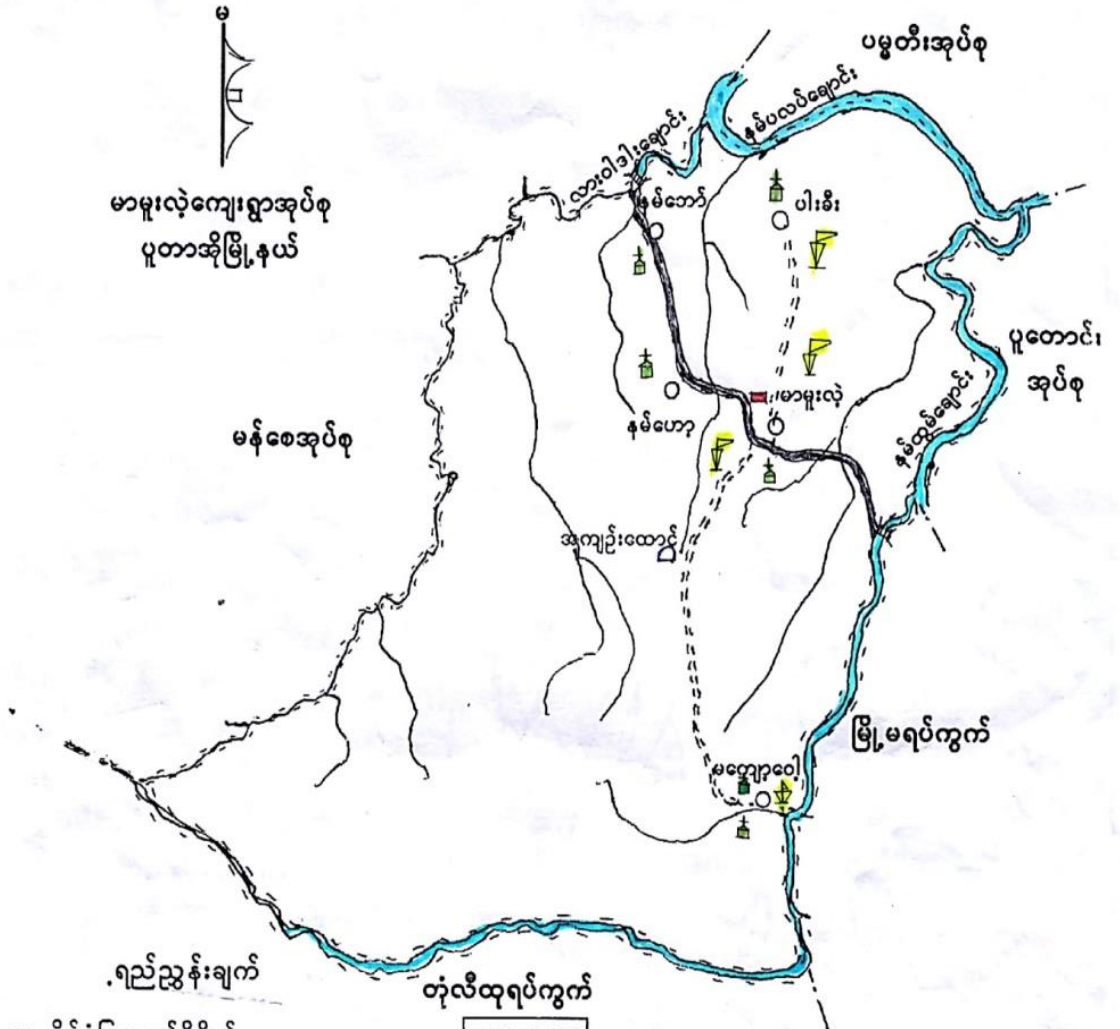 မ
ပမ္မတီးအုပ်စု
မာမူးလဲ့ကျေးရွာအုပ်စု
ပူတာအိုမြို့နယ်
လားဝါဒါးချောင်း
နမ်ပလပ်ချောင်း
နမ်ဘော်
ပါးခီး
ပူတောင်း
အုပ်စု
မာမူးလဲ့
နမ်ဟော့
နမ်ထွမ်ချောင်း
မန်စေအုပ်စု
အကျဉ်းထောင်
မြို့မရပ်ကွက်
ရည်ညွှန်းချက်
တုံလီထုရပ်ကွက်